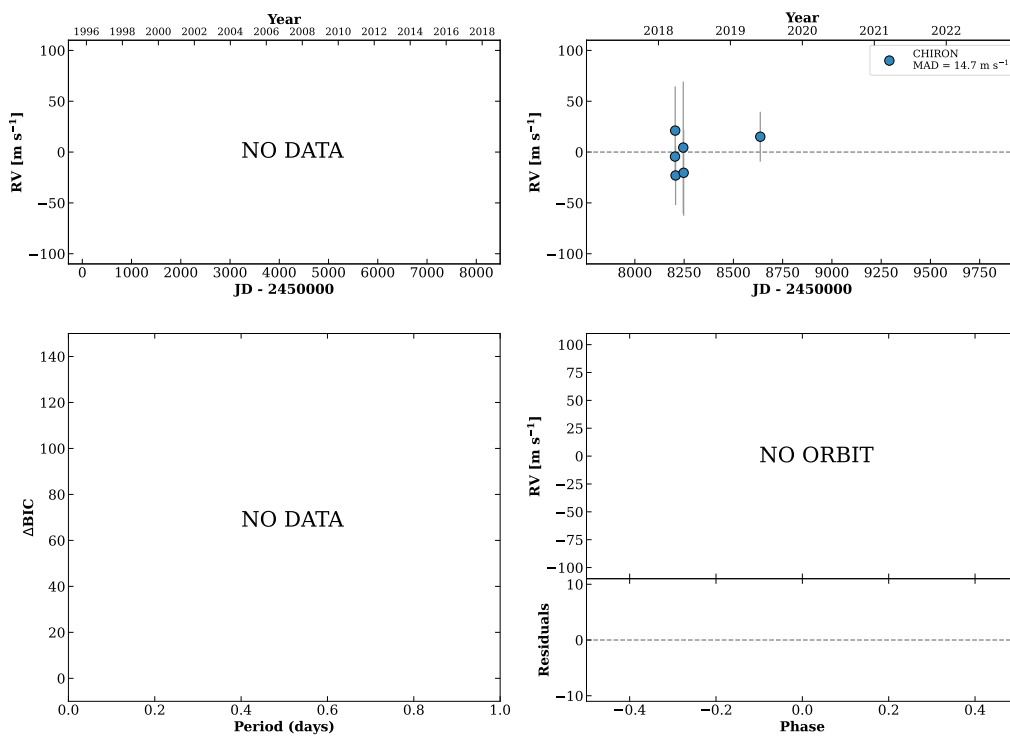 Year
1996 1998 2000 2002 2004 2006 2008 2010 2012 2014 2016 2018
100
50
0
−50
−100
RV [m s⁻¹]
NO DATA
0 1000 2000 3000 4000 5000 6000 7000 8000
JD - 2450000
Year
2018 2019 2020 2021 2022
CHIRON
MAD = 14.7 m s⁻¹
100
50
0
−50
−100
RV [m s⁻¹]
8000 8250 8500 8750 9000 9250 9500 9750
JD - 2450000
140
120
100
80
60
40
20
0
ΔBIC
NO DATA
0.0 0.2 0.4 0.6 0.8 1.0
Period (days)
100
75
50
25
0
−25
−50
−75
−100
RV [m s⁻¹]
NO ORBIT
10
0
−10
Residuals
−0.4 −0.2 0.0 0.2 0.4
Phase